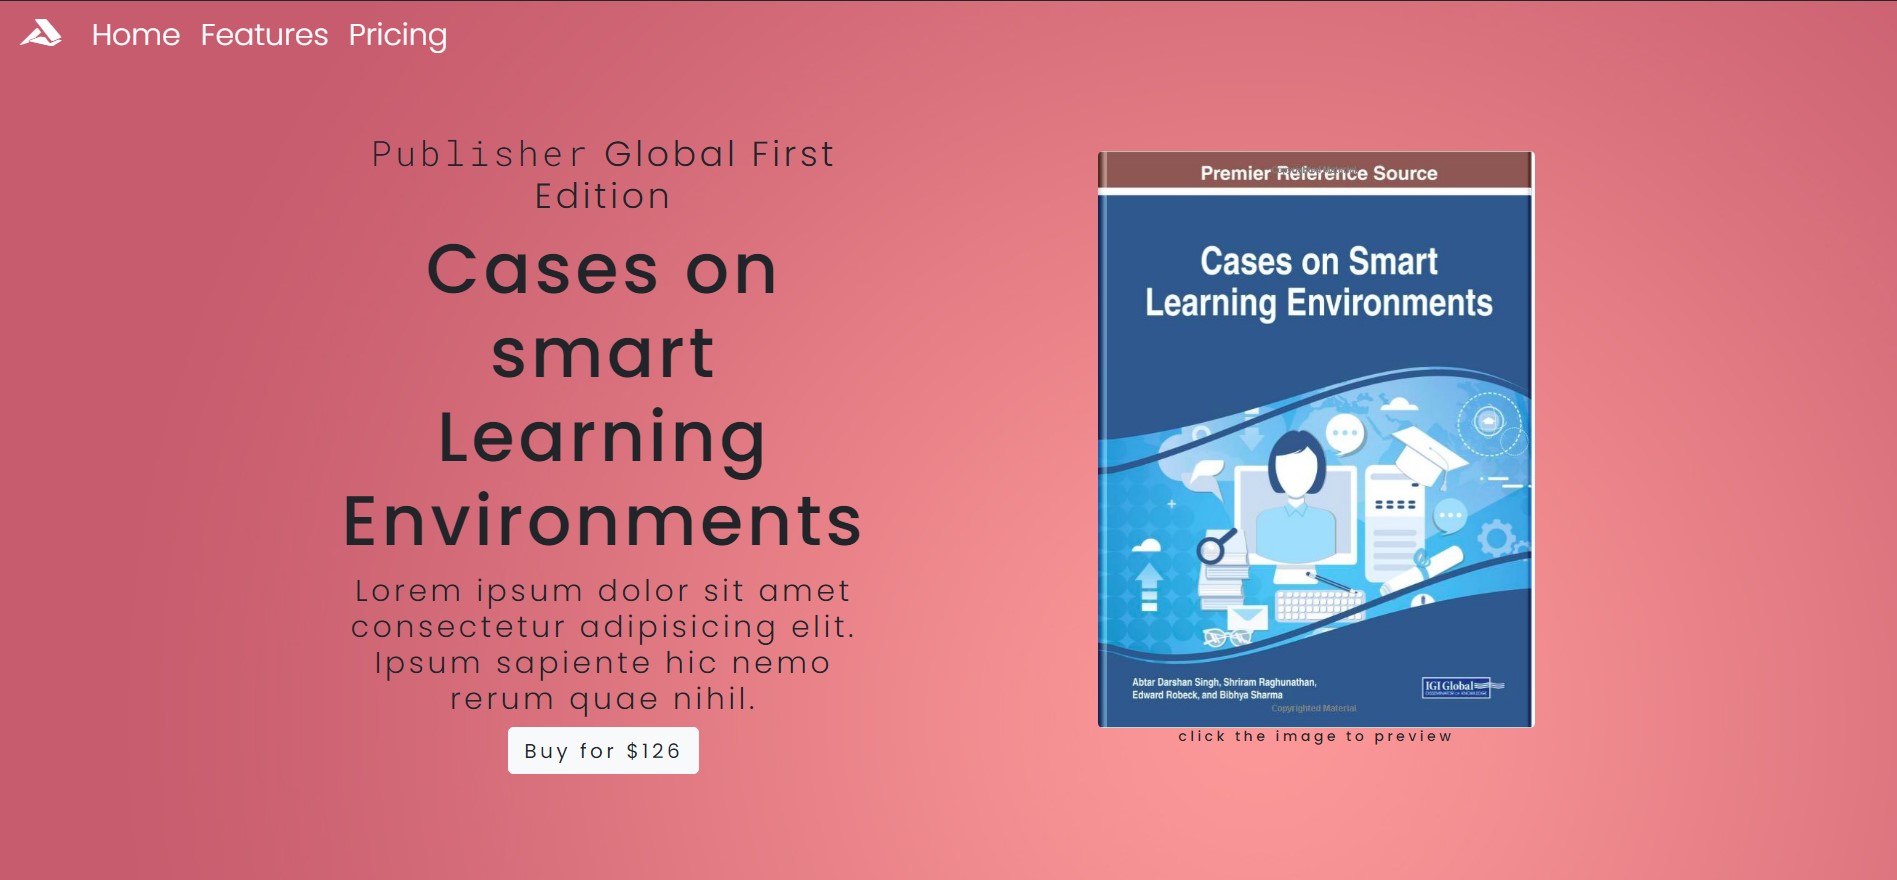 Home Features Pricing
Publisher Global First
Edition
Cases on
smart
Learning
Environments
Lorem ipsum dolor sit amet
consectetur adipisicing elit.
Ipsum sapiente hic nemo
rerum quae nihil.
Buy for $126
Premier Reference Source
Cases on Smart
Learning Environments
Abtar Darshan Singh, Shriram Raghunathan,
Edward Robeck, and Bibhya Sharma
IGI Global
DISSEMINATOR OF KNOWLEDGE
Copyrighted Material
click the image to preview